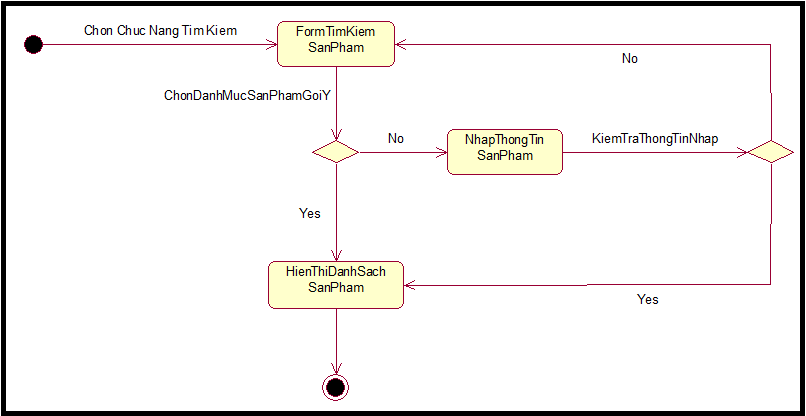 Chon Chuc Nang Tim Kiem
FormTimKiem
SanPham
No
ChonDanhMucSanPhamGoiY
No
NhapThongTin
SanPham
KiemTraThongTinNhap
Yes
HienThiDanhSach
SanPham
Yes